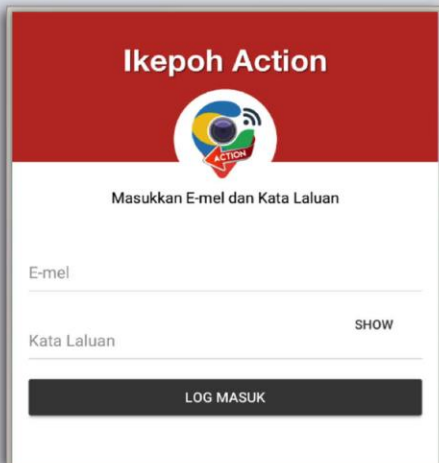 Ikepoh Action
ACTION
Masukkan E-mel dan Kata Laluan
E-mel
SHOW
Kata Laluan
LOG MASUK